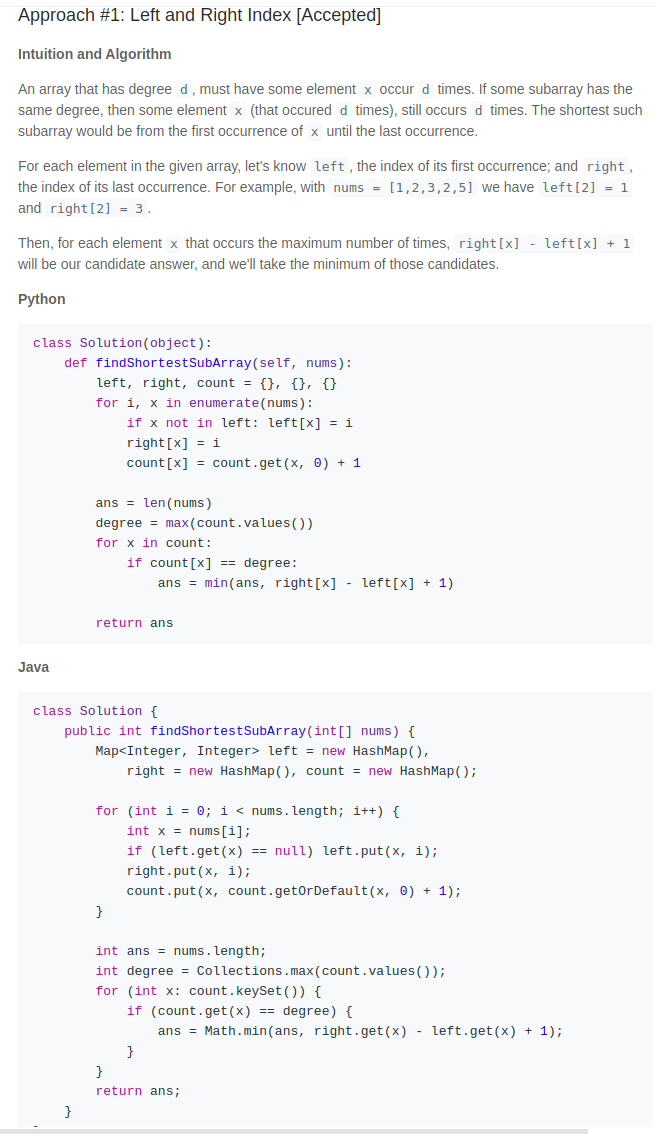 Approach #1: Left and Right Index [Accepted]
Intuition and Algorithm
An array that has degree d , must have some element x occur d times. If some subarray has the
same degree, then some element x (that occured d times), still occurs d times. The shortest such
subarray would be from the first occurrence of x until the last occurrence.
For each element in the given array, let's know left , the index of its first occurrence; and right ,
the index of its last occurrence. For example, with nums = [1,2,3,2,5] we have left[2] = 1
and right[2] = 3 .
Then, for each element x that occurs the maximum number of times, right[x] - left[x] + 1
will be our candidate answer, and we'll take the minimum of those candidates.
Python
class Solution(object):
    def findShortestSubArray(self, nums):
        left, right, count = {}, {}, {}
        for i, x in enumerate(nums):
            if x not in left: left[x] = i
            right[x] = i
            count[x] = count.get(x, 0) + 1

        ans = len(nums)
        degree = max(count.values())
        for x in count:
            if count[x] == degree:
                ans = min(ans, right[x] - left[x] + 1)

        return ans
Java
class Solution {
    public int findShortestSubArray(int[] nums) {
        Map<Integer, Integer> left = new HashMap(),
            right = new HashMap(), count = new HashMap();

        for (int i = 0; i < nums.length; i++) {
            int x = nums[i];
            if (left.get(x) == null) left.put(x, i);
            right.put(x, i);
            count.put(x, count.getOrDefault(x, 0) + 1);
        }

        int ans = nums.length;
        int degree = Collections.max(count.values());
        for (int x: count.keySet()) {
            if (count.get(x) == degree) {
                ans = Math.min(ans, right.get(x) - left.get(x) + 1);
            }
        }
        return ans;
    }